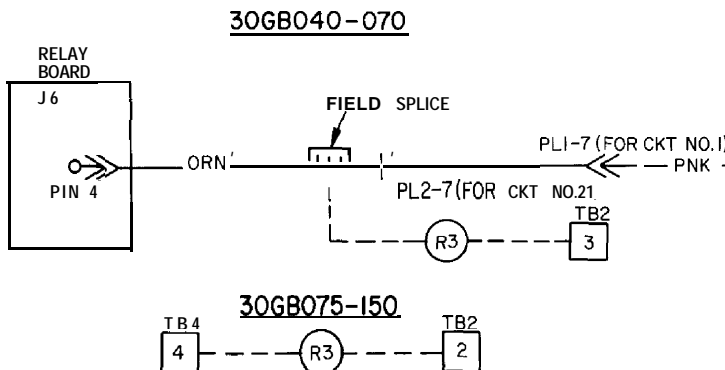 30GB040-070
RELAY
BOARD
J6
FIELD SPLICE
PL1-7 (FOR CKT NO.1)
ORN
PNK
PIN 4
PL2-7(FOR CKT NO.21
TB2
R3
3
30GB075-150
TB4
TB2
4
R3
2